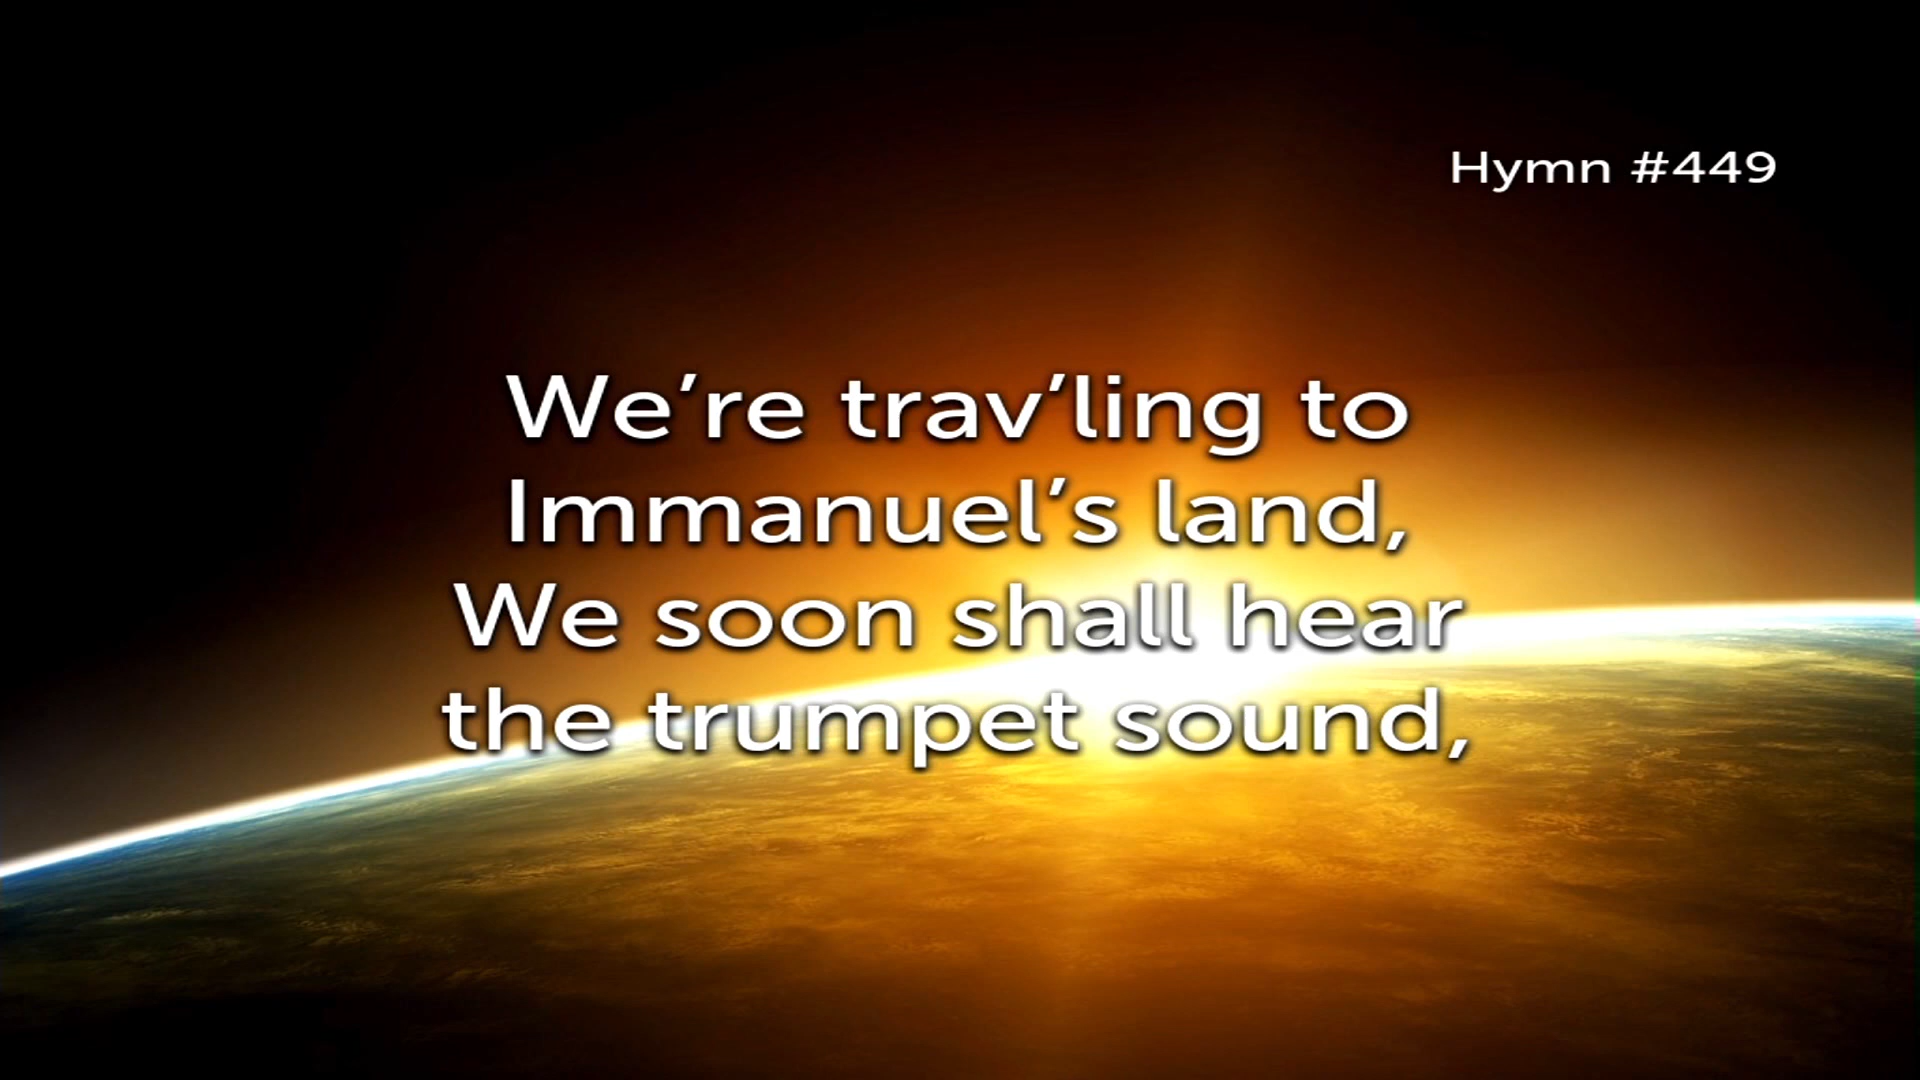 Hymn #449
We’re trav’ling to
Immanuel’s land,
We soon shall hear
the trumpet sound,